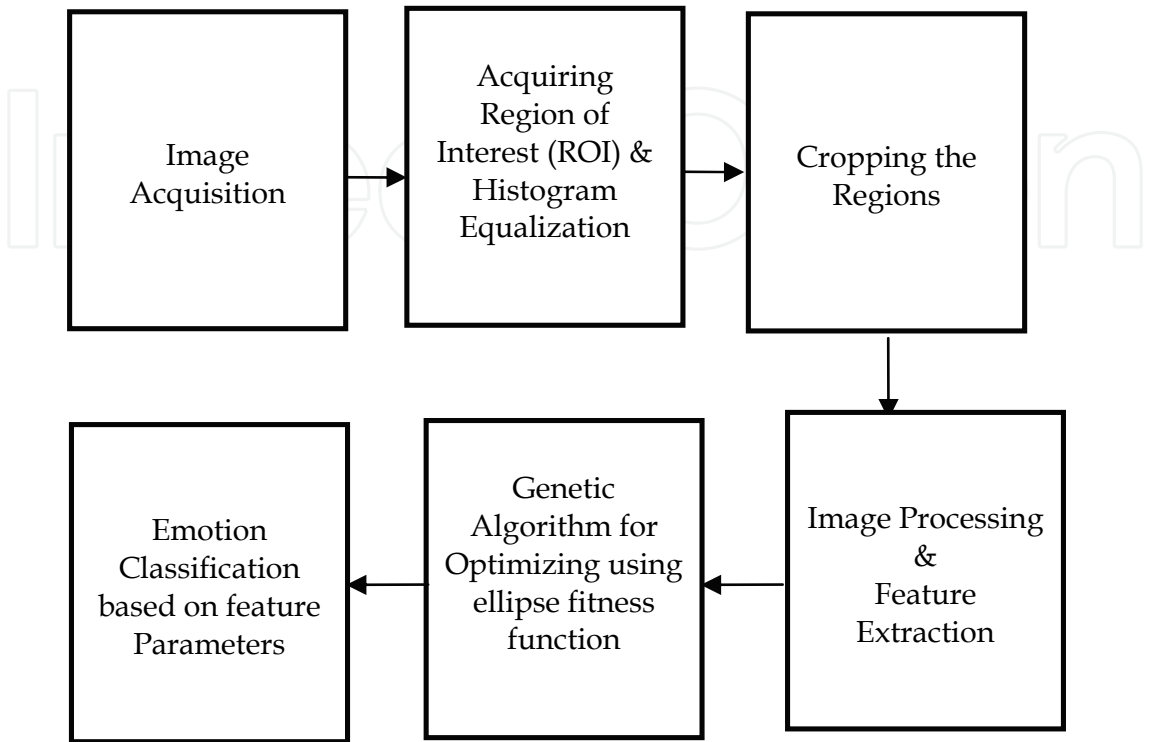 Image
Acquisition
Acquiring
Region of
Interest (ROI) &
Histogram
Equalization
Cropping the
Regions
Image Processing
&
Feature
Extraction
Genetic
Algorithm for
Optimizing using
ellipse fitness
function
Emotion
Classification
based on feature
Parameters